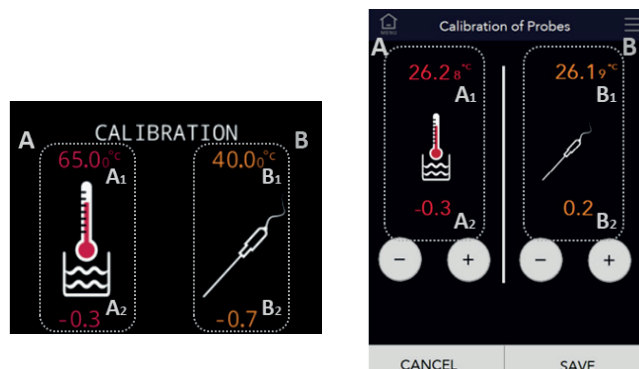 A CALIBRATION B
65.00°C 40.00°C
A1 B1
A2 B2
-0.3 -0.7
MENU Calibration of Probes
A B
26.28°C 26.19°C
A1 B1
-0.3 0.2
A2 B2
- + - +
CANCEL SAVE